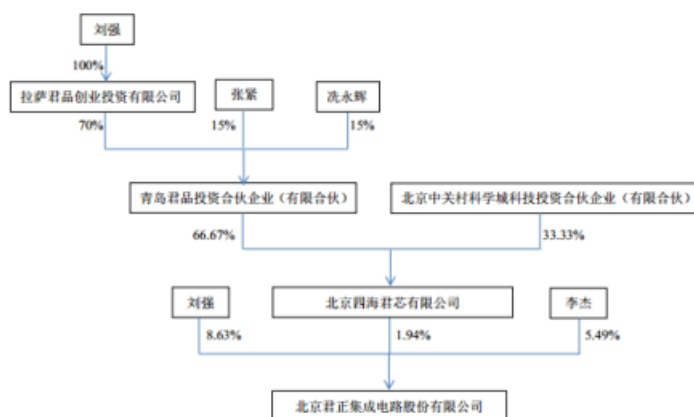 刘强
100%
拉萨君品创业投资有限公司
张紧
冼永辉
70%
15%
15%
青岛君品投资合伙企业（有限合伙）
北京中关村科学城科技投资合伙企业（有限合伙）
66.67%
33.33%
刘强
北京四海君芯有限公司
李杰
8.63%
1.94%
5.49%
北京君正集成电路股份有限公司